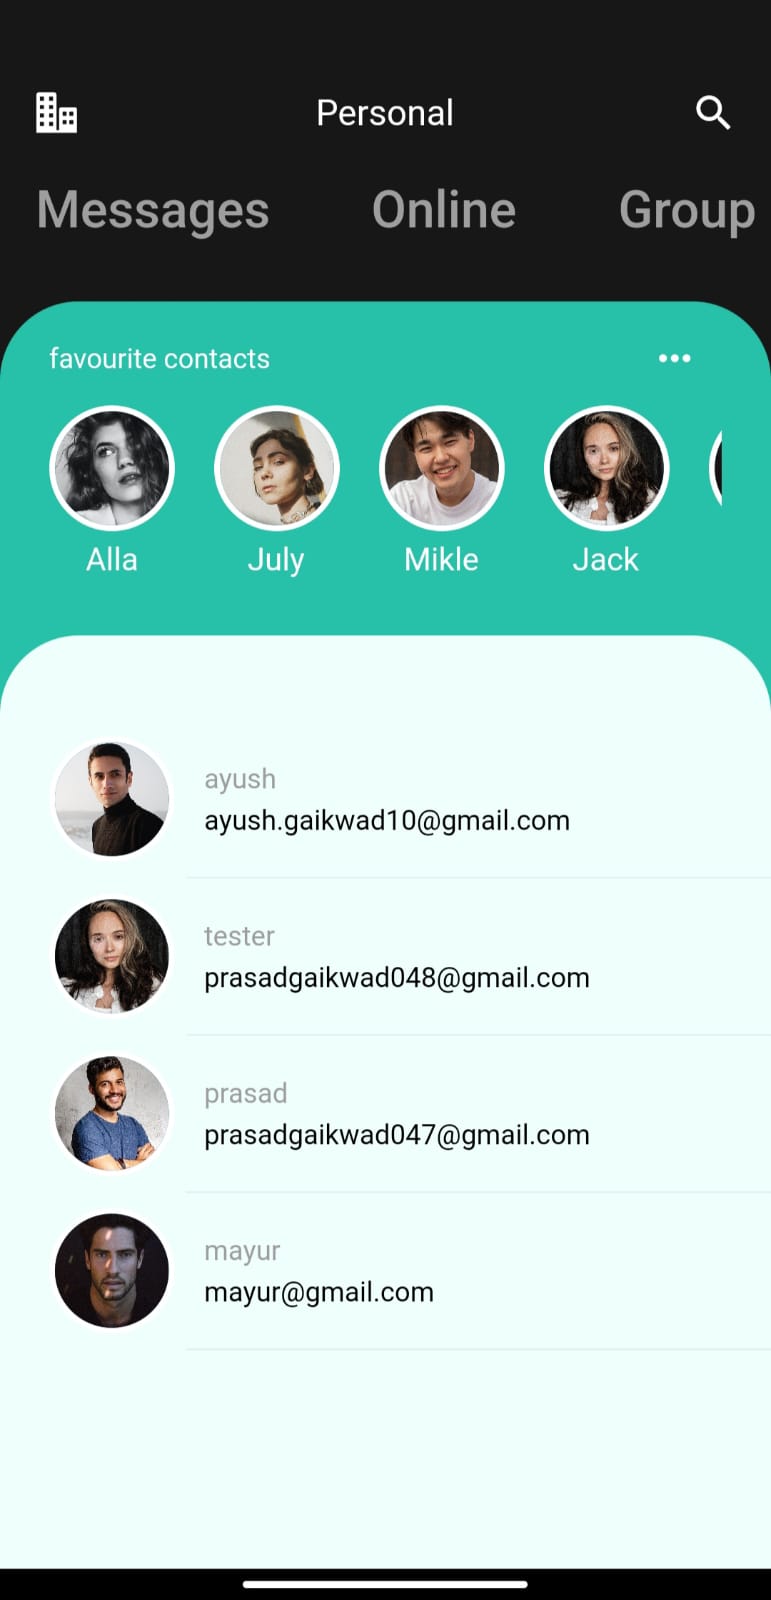 Personal
Messages Online Group
favourite contacts
Alla July Mikle Jack
ayush
ayush.gaikwad10@gmail.com
tester
prasadgaikwad048@gmail.com
prasad
prasadgaikwad047@gmail.com
mayur
mayur@gmail.com